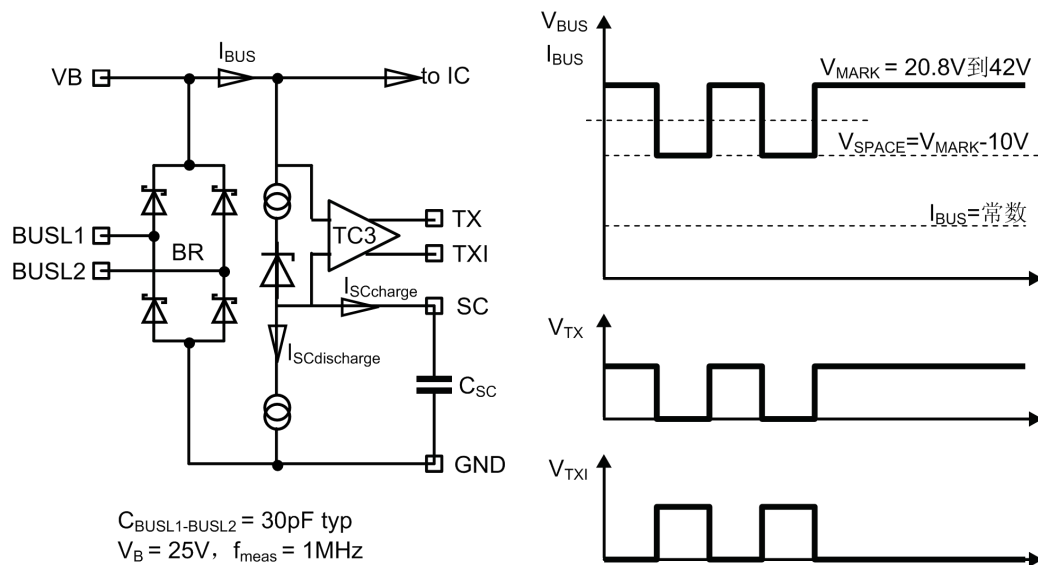 VB
I_BUS
to IC
BUSL1
BUSL2
BR
TC3
TX
TXI
I_SCcharge
SC
I_SCdischarge
C_SC
GND
C_BUSL1-BUSL2 = 30pF typ
V_B = 25V，f_meas = 1MHz
V_BUS
I_BUS
V_MARK = 20.8V到42V
V_SPACE=V_MARK-10V
I_BUS=常数
V_TX
V_TXI